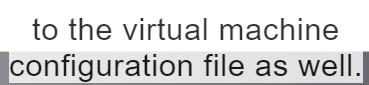 to the virtual machine
configuration file as well.